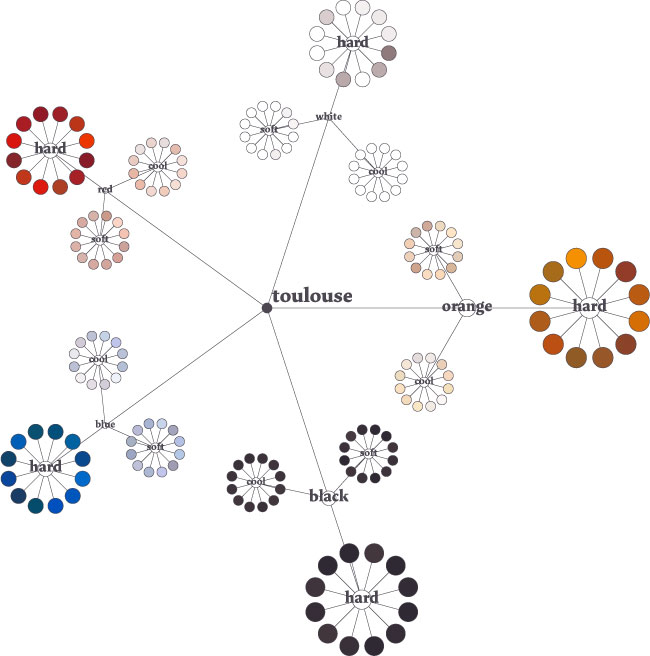 hard
white
soft
cool
hard
cool
red
soft
toulouse
soft
orange
hard
cool
cool
blue
soft
hard
soft
cool
black
hard